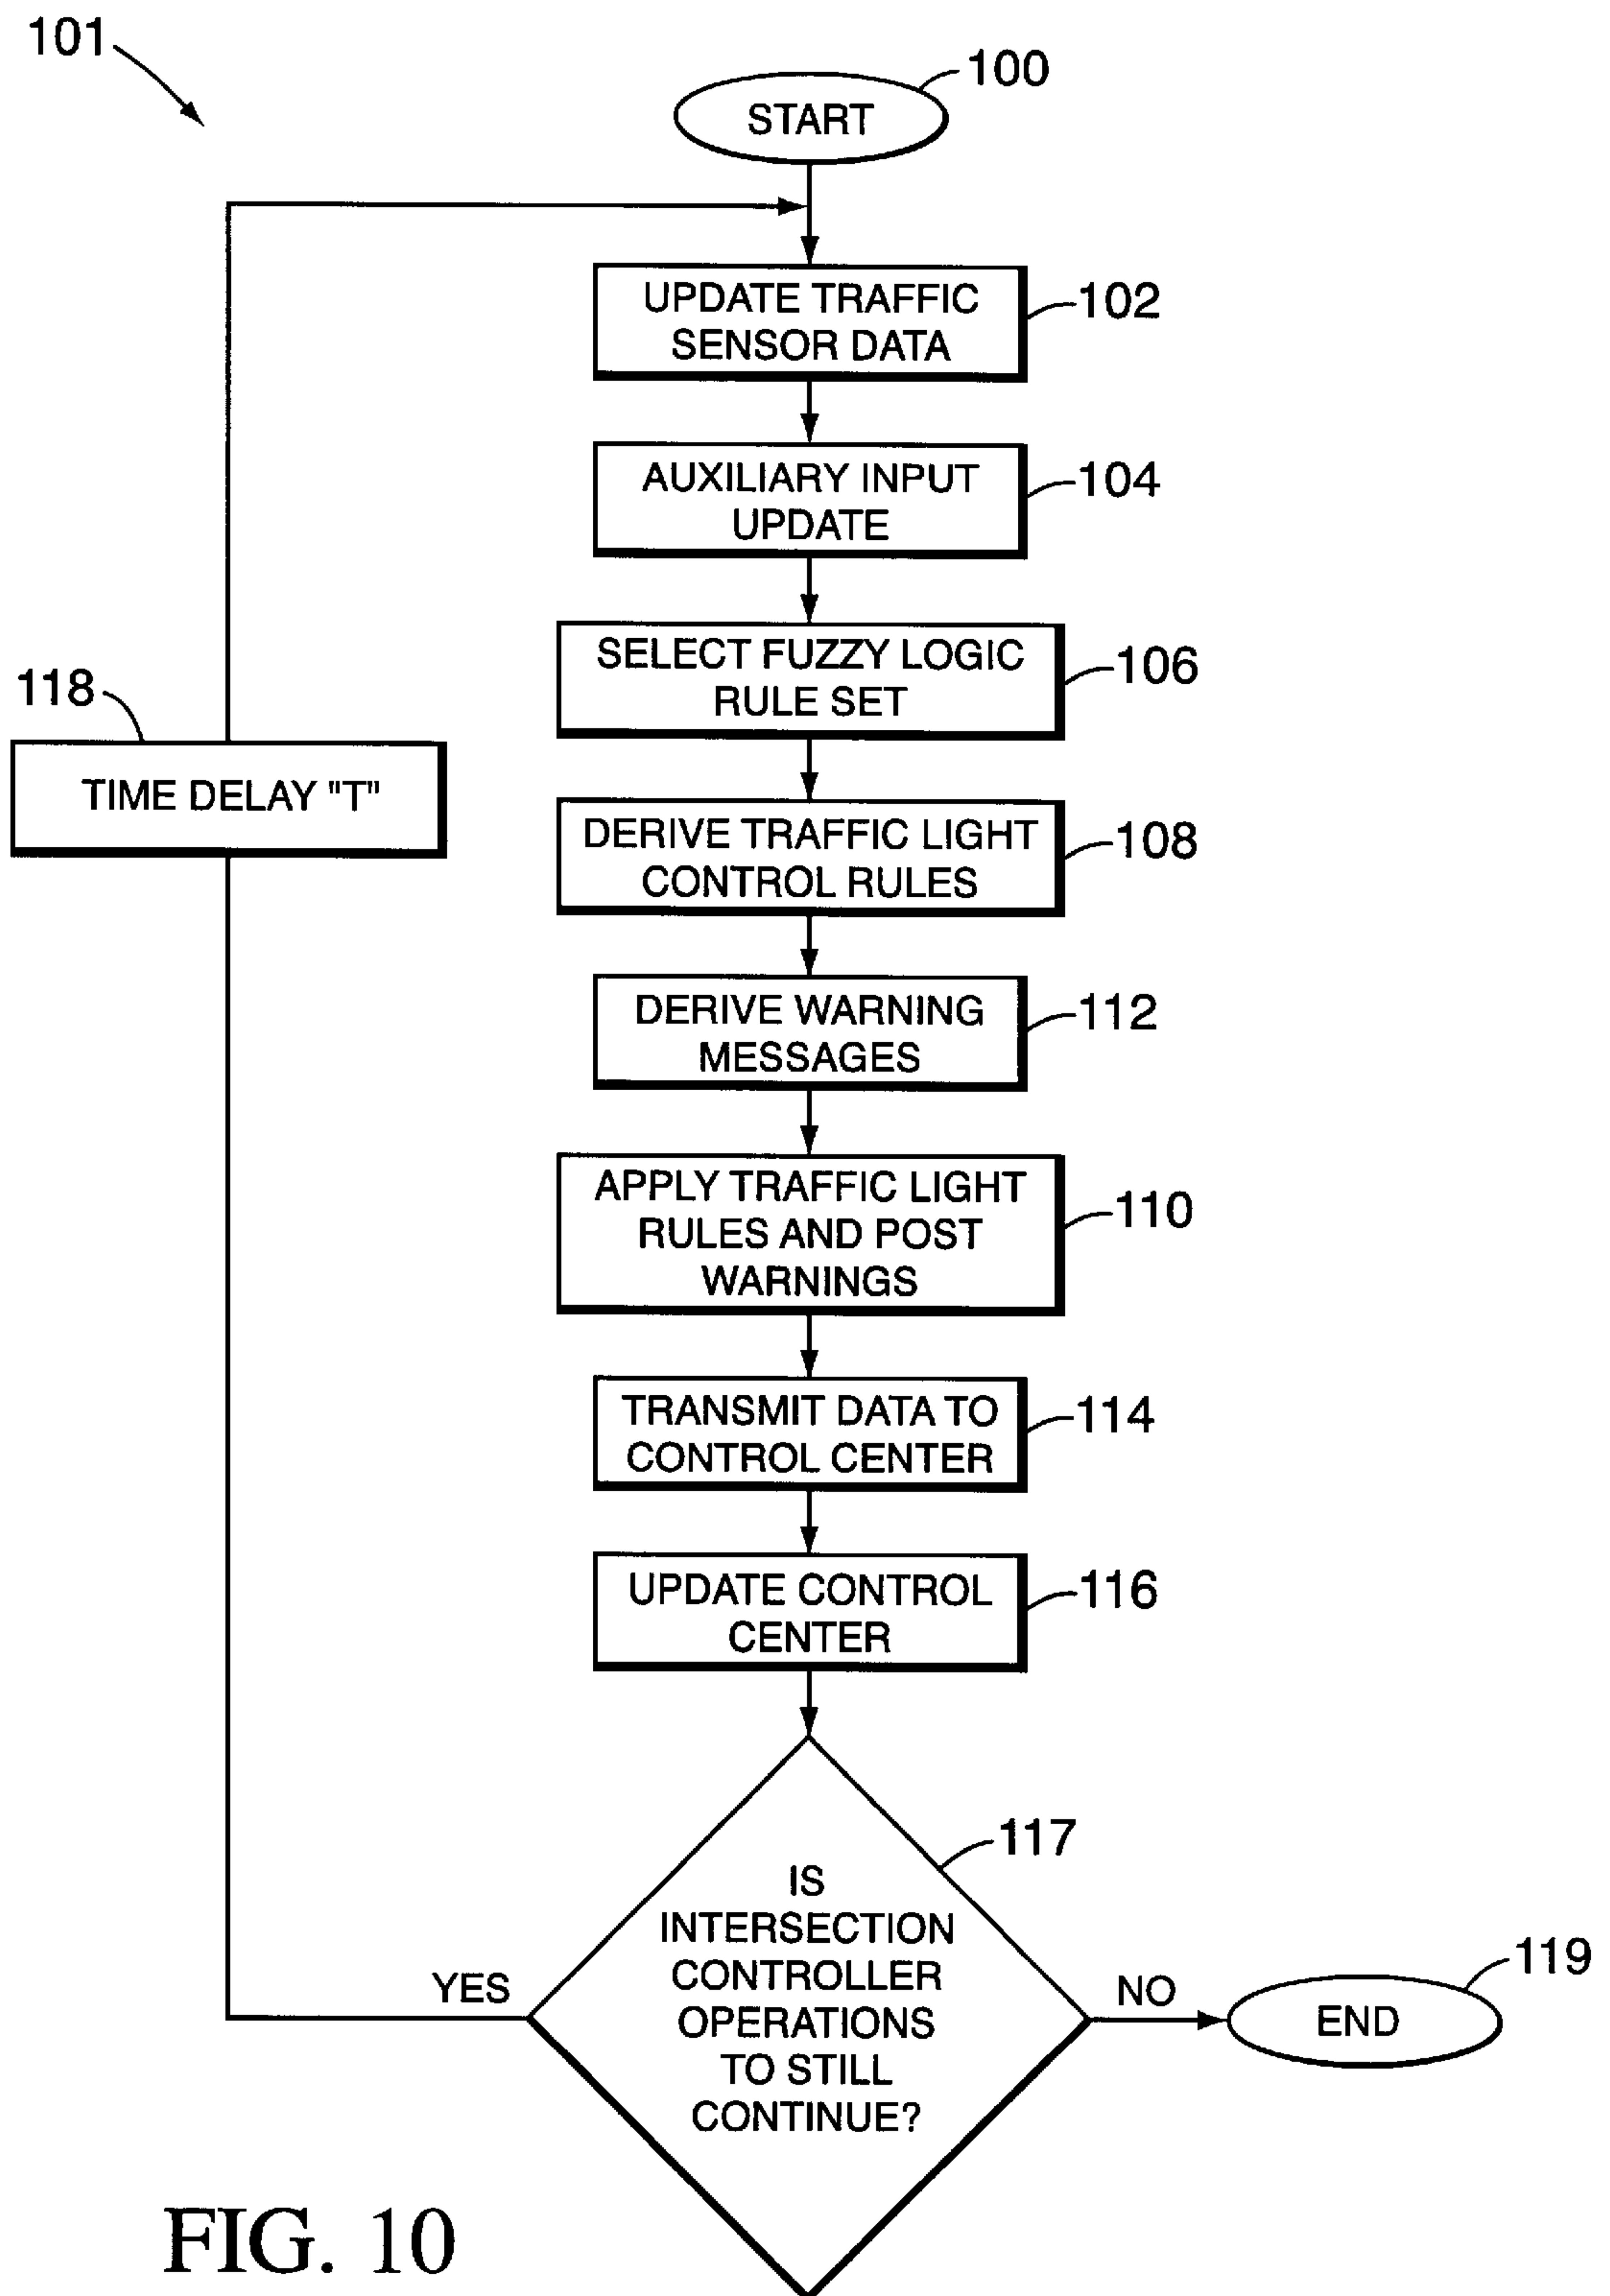 101
100
START
UPDATE TRAFFIC
SENSOR DATA
102
AUXILIARY INPUT
UPDATE
104
SELECT FUZZY LOGIC
RULE SET
106
118
TIME DELAY "T"
DERIVE TRAFFIC LIGHT
CONTROL RULES
108
DERIVE WARNING
MESSAGES
112
APPLY TRAFFIC LIGHT
RULES AND POST
WARNINGS
110
TRANSMIT DATA TO
CONTROL CENTER
114
UPDATE CONTROL
CENTER
116
117
IS
INTERSECTION
CONTROLLER
OPERATIONS
TO STILL
CONTINUE?
YES
NO
119
END
FIG. 10